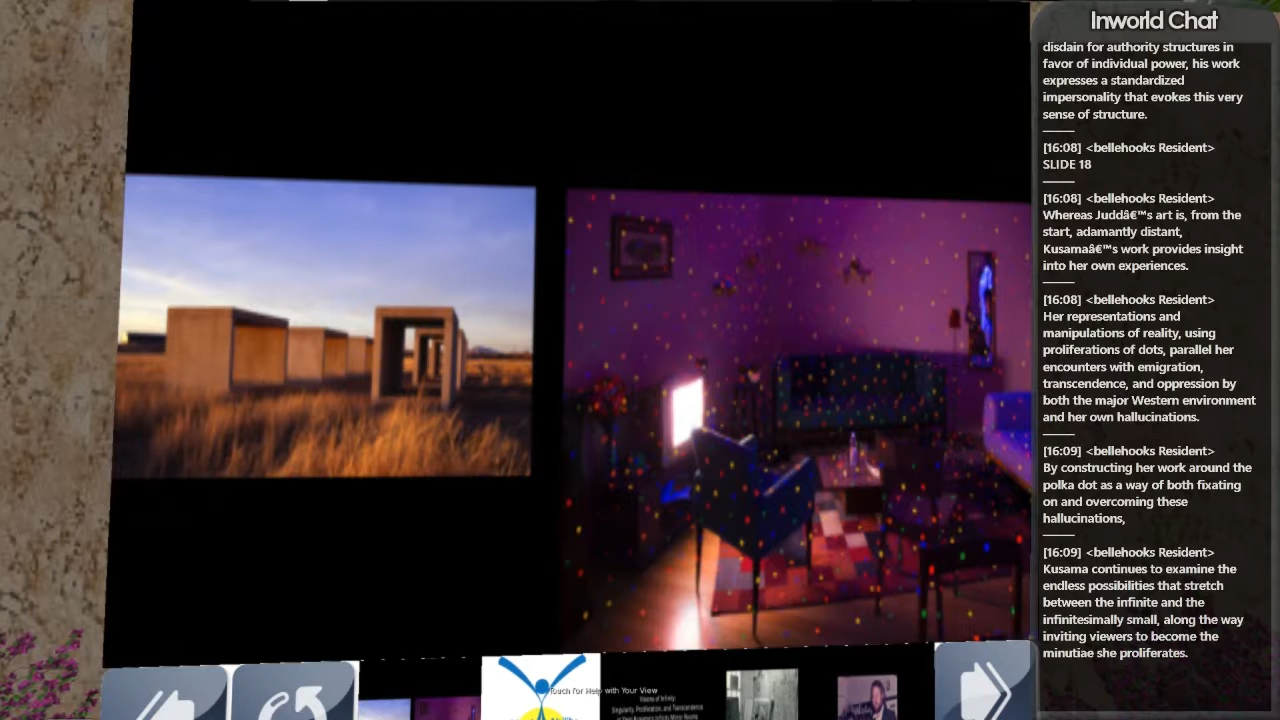 Inworld Chat
disdain for authority structures in
favor of individual power, his work
expresses a standardized
impersonality that evokes this very
sense of structure.
[16:08] <bellehooks Resident>
SLIDE 18
[16:08] <bellehooks Resident>
Whereas Juddâ€™s art is, from the
start, adamantly distant,
Kusamaâ€™s work provides insight
into her own experiences.
[16:08] <bellehooks Resident>
Her representations and
manipulations of reality, using
proliferations of dots, parallel her
encounters with emigration,
transcendence, and oppression by
both the major Western environment
and her own hallucinations.
[16:09] <bellehooks Resident>
By constructing her work around the
polka dot as a way of both fixating
on and overcoming these
hallucinations,
[16:09] <bellehooks Resident>
Kusama continues to examine the
endless possibilities that stretch
between the infinite and the
infinitesimally small, along the way
inviting viewers to become the
minutiae she proliferates.
Touch for Help with Your View
Visions of Infinity:
Singularity, Proliferation, and Transcendence